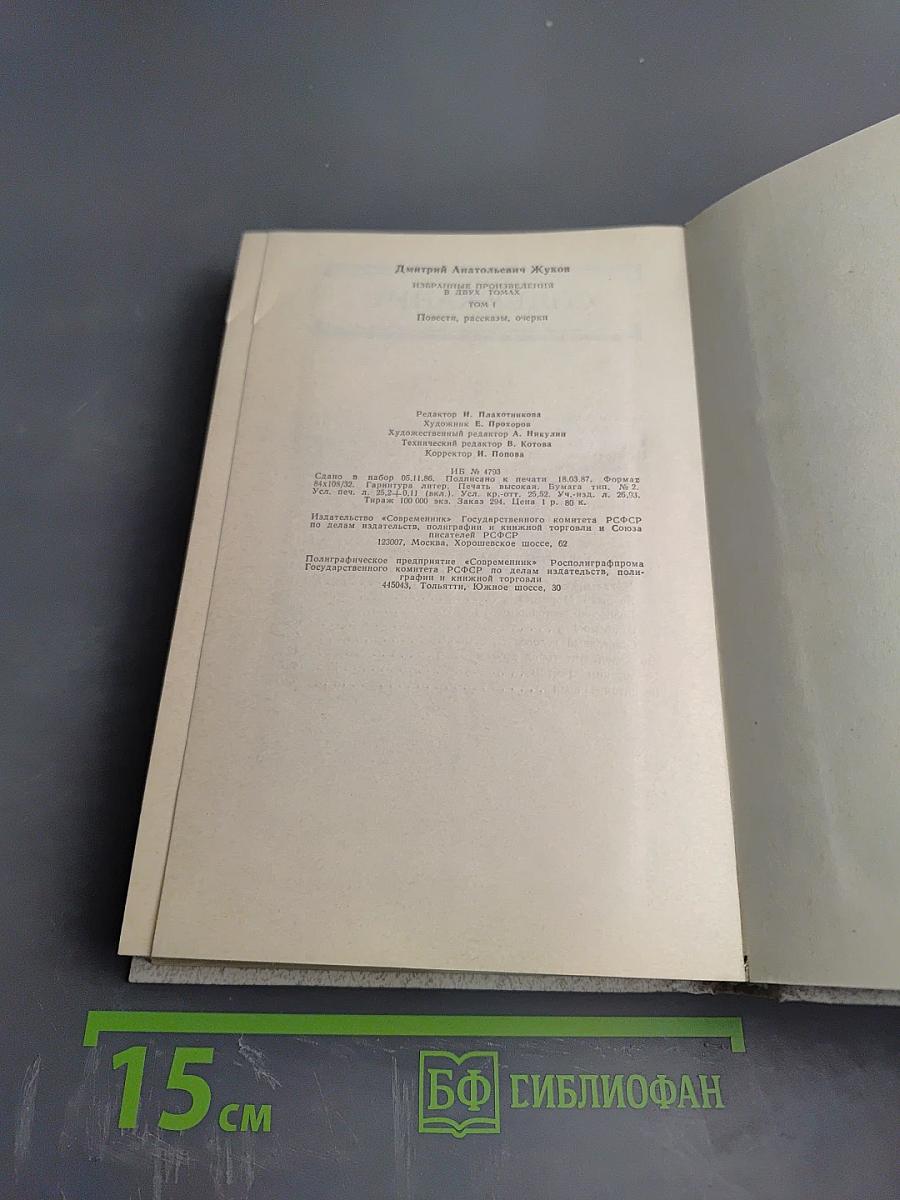 Дмитрий Анатольевич Жуков
ИЗБРАННЫЕ ПРОИЗВЕДЕНИЯ
В ДВУХ ТОМАХ
ТОМ I
Повести, рассказы, очерки
Редактор И. Плахотникова
Художник Е. Прохоров
Художественный редактор А. Никулин
Технический редактор В. Котова
Корректор И. Попова
ИБ № 4793
Сдано в набор 05.11.86. Подписано к печати 18.03.87. Формат
84x108/32. Гарнитура литер. Печать высокая. Бумага тип. № 2.
Усл. печ. л. 25,2+0,11 (вкл.). Усл. кр.-отт. 25,52. Уч.-изд. л. 26,93.
Тираж 100 000 экз. Заказ 294. Цена 1 р. 80 к.
Издательство «Современник» Государственного комитета РСФСР
по делам издательств, полиграфии и книжной торговли и Союза
писателей РСФСР
123007, Москва, Хорошевское шоссе, 62
Полиграфическое предприятие «Современник» Росполиграфпрома
Государственного комитета РСФСР по делам издательств, поли-
графии и книжной торговли
445043, Тольятти, Южное шоссе, 30
15 см
БФ БИБЛИОФАН